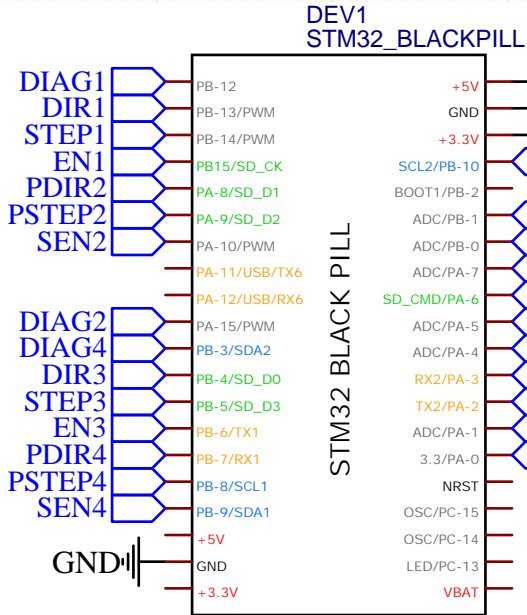 DEV1
STM32_BLACKPILL
DIAG1 PB-12 +5V
DIR1 PB-13/PWM GND
STEP1 PB-14/PWM +3.3V
EN1 PB15/SD_CK SCL2/PB-10
PDIR2 PA-8/SD_D1 BOOT1/PB-2
PSTEP2 PA-9/SD_D2 ADC/PB-1
SEN2 PA-10/PWM ADC/PB-0
PA-11/USB/TX6 ADC/PA-7
PA-12/USB/RX6 SD_CMD/PA-6
DIAG2 PA-15/PWM ADC/PA-5
DIAG4 PB-3/SDA2 ADC/PA-4
DIR3 PB-4/SD_D0 RX2/PA-3
STEP3 PB-5/SD_D3 TX2/PA-2
EN3 PB-6/TX1 ADC/PA-1
PDIR4 PB-7/RX1 3.3/PA-0
PSTEP4 PB-8/SCL1 NRST
SEN4 PB-9/SDA1 OSC/PC-15
+5V OSC/PC-14
GND GND LED/PC-13
+3.3V VBAT
STM32 BLACK PILL